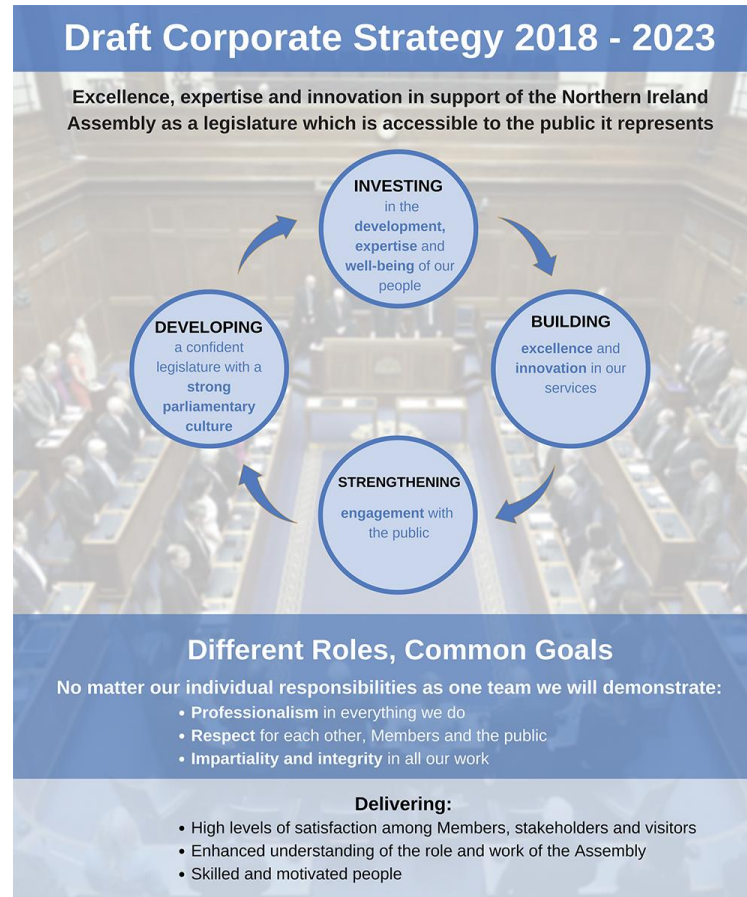 Draft Corporate Strategy 2018 - 2023
Excellence, expertise and innovation in support of the Northern Ireland
Assembly as a legislature which is accessible to the public it represents
INVESTING
in the
development,
expertise and
well-being of our
people
BUILDING
excellence and
innovation in our
services
STRENGTHENING
engagement with
the public
DEVELOPING
a confident
legislature with a
strong
parliamentary
culture
Different Roles, Common Goals
No matter our individual responsibilities as one team we will demonstrate:
• Professionalism in everything we do
• Respect for each other, Members and the public
• Impartiality and integrity in all our work
Delivering:
• High levels of satisfaction among Members, stakeholders and visitors
• Enhanced understanding of the role and work of the Assembly
• Skilled and motivated people